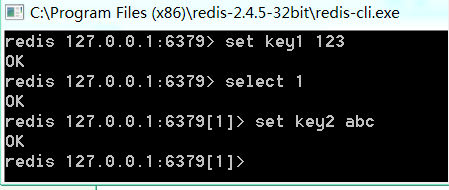 C:\Program Files (x86)\redis-2.4.5-32bit\redis-cli.exe
redis 127.0.0.1:6379> set key1 123
OK
redis 127.0.0.1:6379> select 1
OK
redis 127.0.0.1:6379[1]> set key2 abc
OK
redis 127.0.0.1:6379[1]>